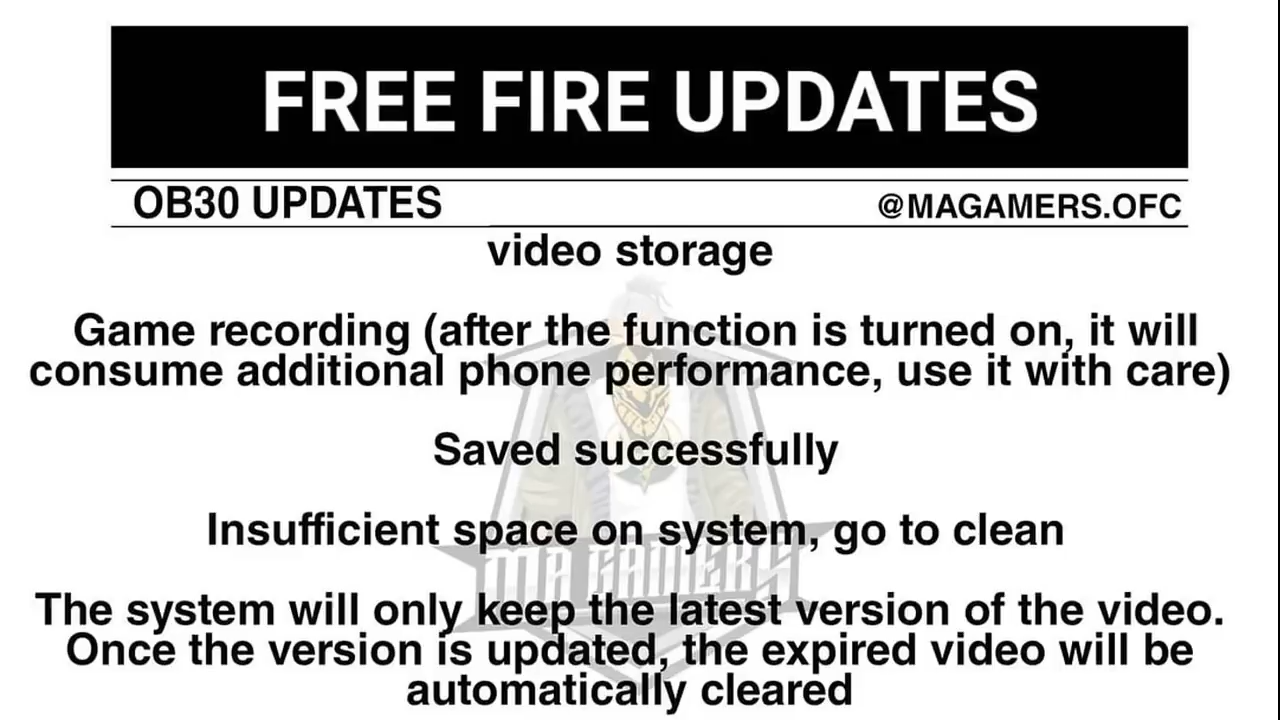 FREE FIRE UPDATES
OB30 UPDATES
@MAGAMERS.OFC
video storage
Game recording (after the function is turned on, it will
consume additional phone performance, use it with care)
Saved successfully
Insufficient space on system, go to clean
MA GAMERS
The system will only keep the latest version of the video.
Once the version is updated, the expired video will be
automatically cleared